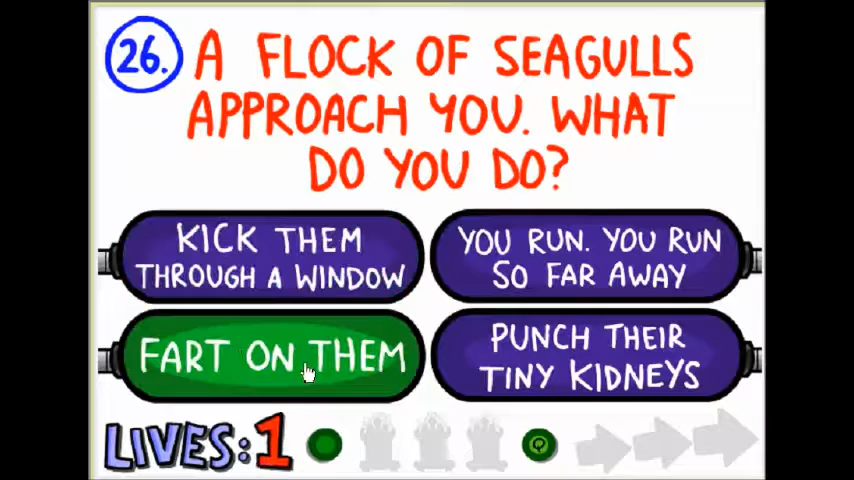 26. A FLOCK OF SEAGULLS
APPROACH YOU. WHAT
DO YOU DO?
KICK THEM
THROUGH A WINDOW
YOU RUN. YOU RUN
SO FAR AWAY
FART ON THEM
PUNCH THEIR
TINY KIDNEYS
LIVES:1